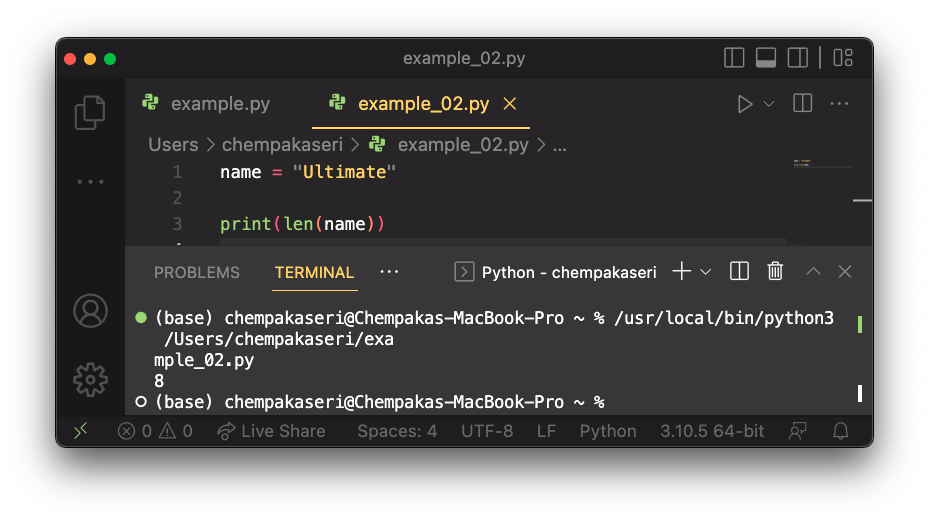 example_02.py
example.py example_02.py
Users > chempakaseri > example_02.py > ...
1 name = "Ultimate"
2
3 print(len(name))
PROBLEMS TERMINAL ··· Python - chempakaseri
(base) chempakaseri@Chempakas-MacBook-Pro ~ % /usr/local/bin/python3
/Users/chempakaseri/exa
mple_02.py
8
(base) chempakaseri@Chempakas-MacBook-Pro ~ %
0 0 Live Share Spaces: 4 UTF-8 LF Python 3.10.5 64-bit